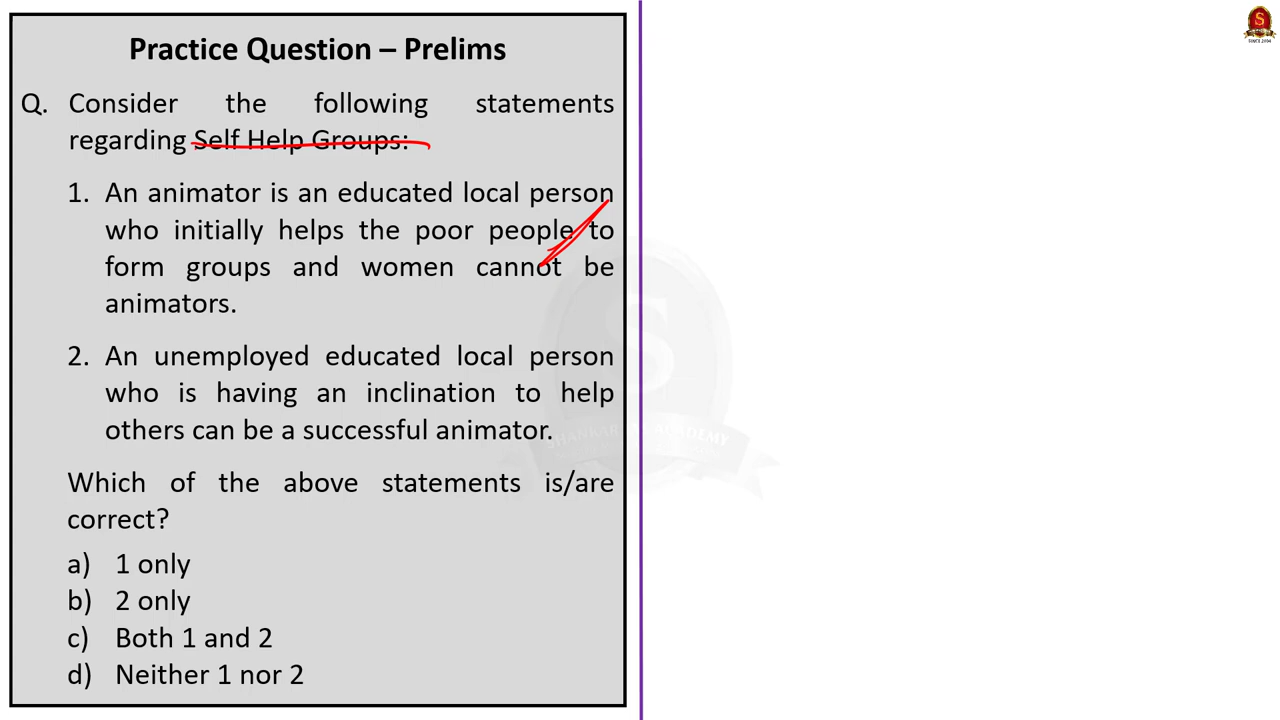 Practice Question – Prelims
Q. Consider the following statements
regarding Self Help Groups:
1. An animator is an educated local person
who initially helps the poor people to
form groups and women cannot be
animators.
2. An unemployed educated local person
who is having an inclination to help
others can be a successful animator.
Which of the above statements is/are
correct?
a) 1 only
b) 2 only
c) Both 1 and 2
d) Neither 1 nor 2
S
SINCE 2004